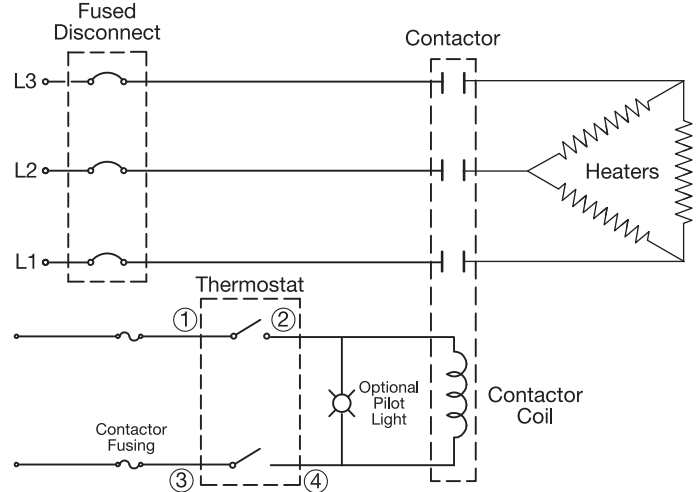 Fused
Disconnect
Contactor
L3
L2
Heaters
L1
Thermostat
① ②
Optional
Pilot
Light
Contactor
Coil
Contactor
Fusing
③ ④